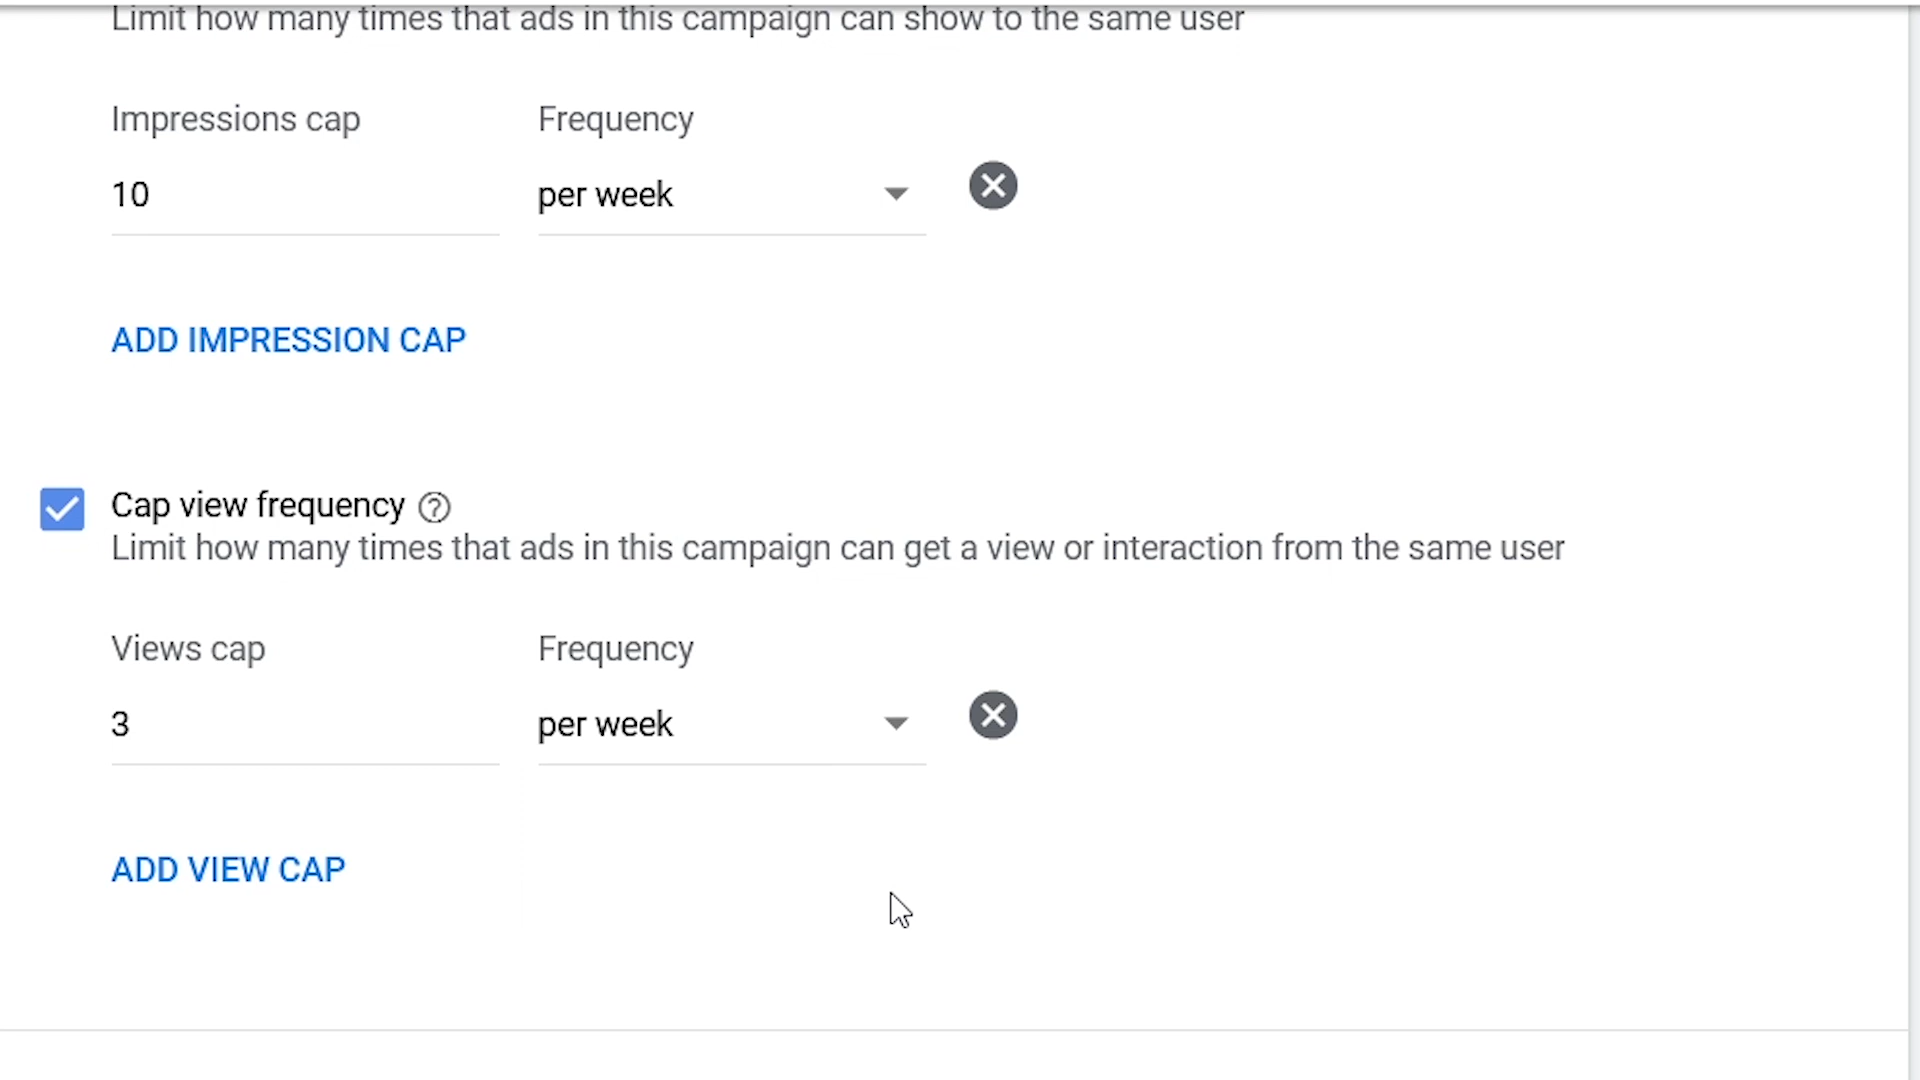 Limit how many times that ads in this campaign can show to the same user
Impressions cap Frequency
10 per week
ADD IMPRESSION CAP
Cap view frequency
Limit how many times that ads in this campaign can get a view or interaction from the same user
Views cap Frequency
3 per week
ADD VIEW CAP